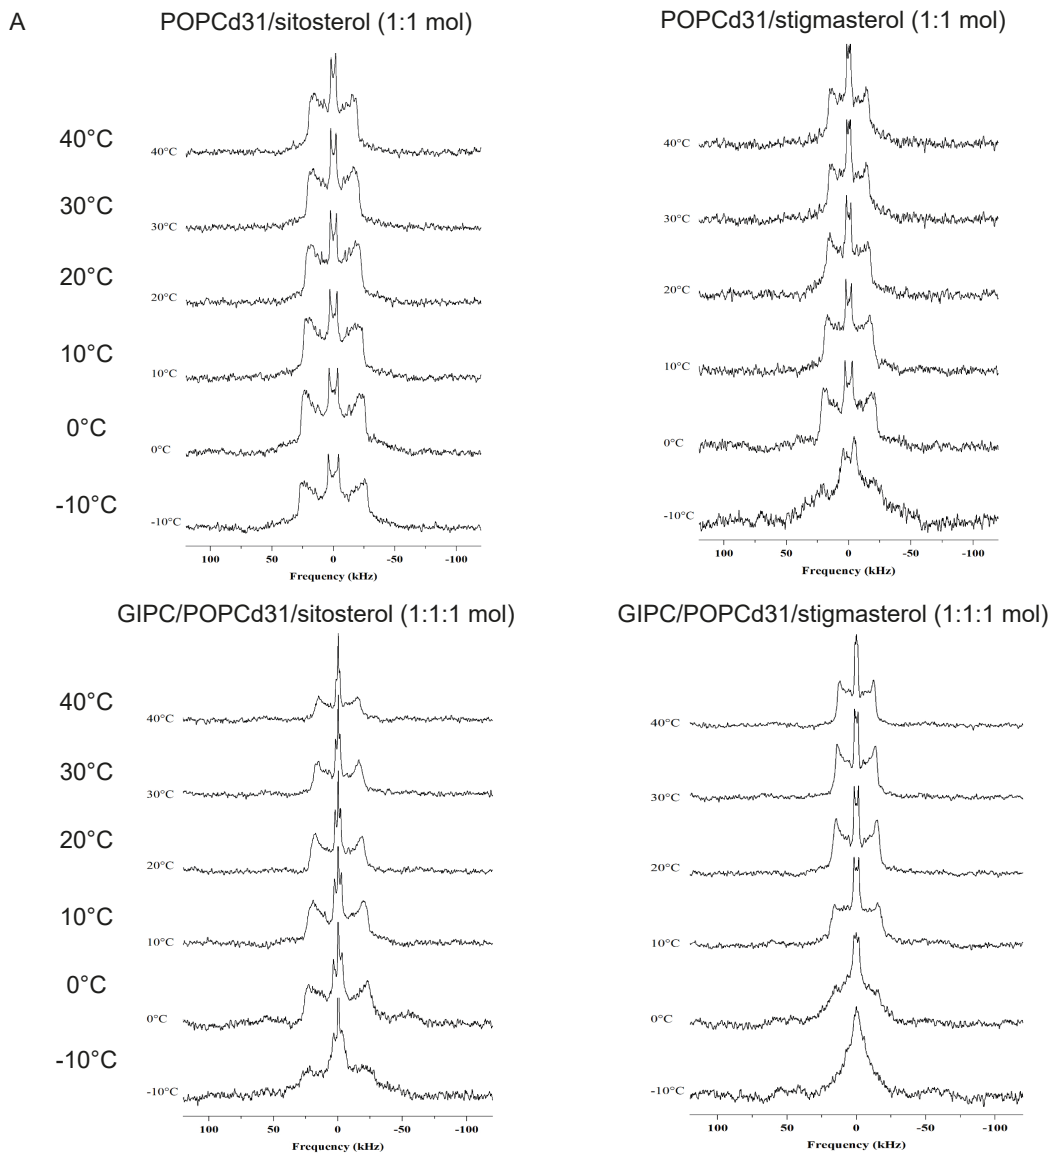 A
POPCd31/sitosterol (1:1 mol)
40°C
30°C
20°C
10°C
0°C
-10°C
40°C
30°C
20°C
10°C
0°C
-10°C
100 50 0 -50 -100
Frequency (kHz)
POPCd31/stigmasterol (1:1 mol)
40°C
30°C
20°C
10°C
0°C
-10°C
100 50 0 -50 -100
Frequency (kHz)
GIPC/POPCd31/sitosterol (1:1:1 mol)
40°C
30°C
20°C
10°C
0°C
-10°C
40°C
30°C
20°C
10°C
0°C
-10°C
100 50 0 -50 -100
Frequency (kHz)
GIPC/POPCd31/stigmasterol (1:1:1 mol)
40°C
30°C
20°C
10°C
0°C
-10°C
100 50 0 -50 -100
Frequency (kHz)